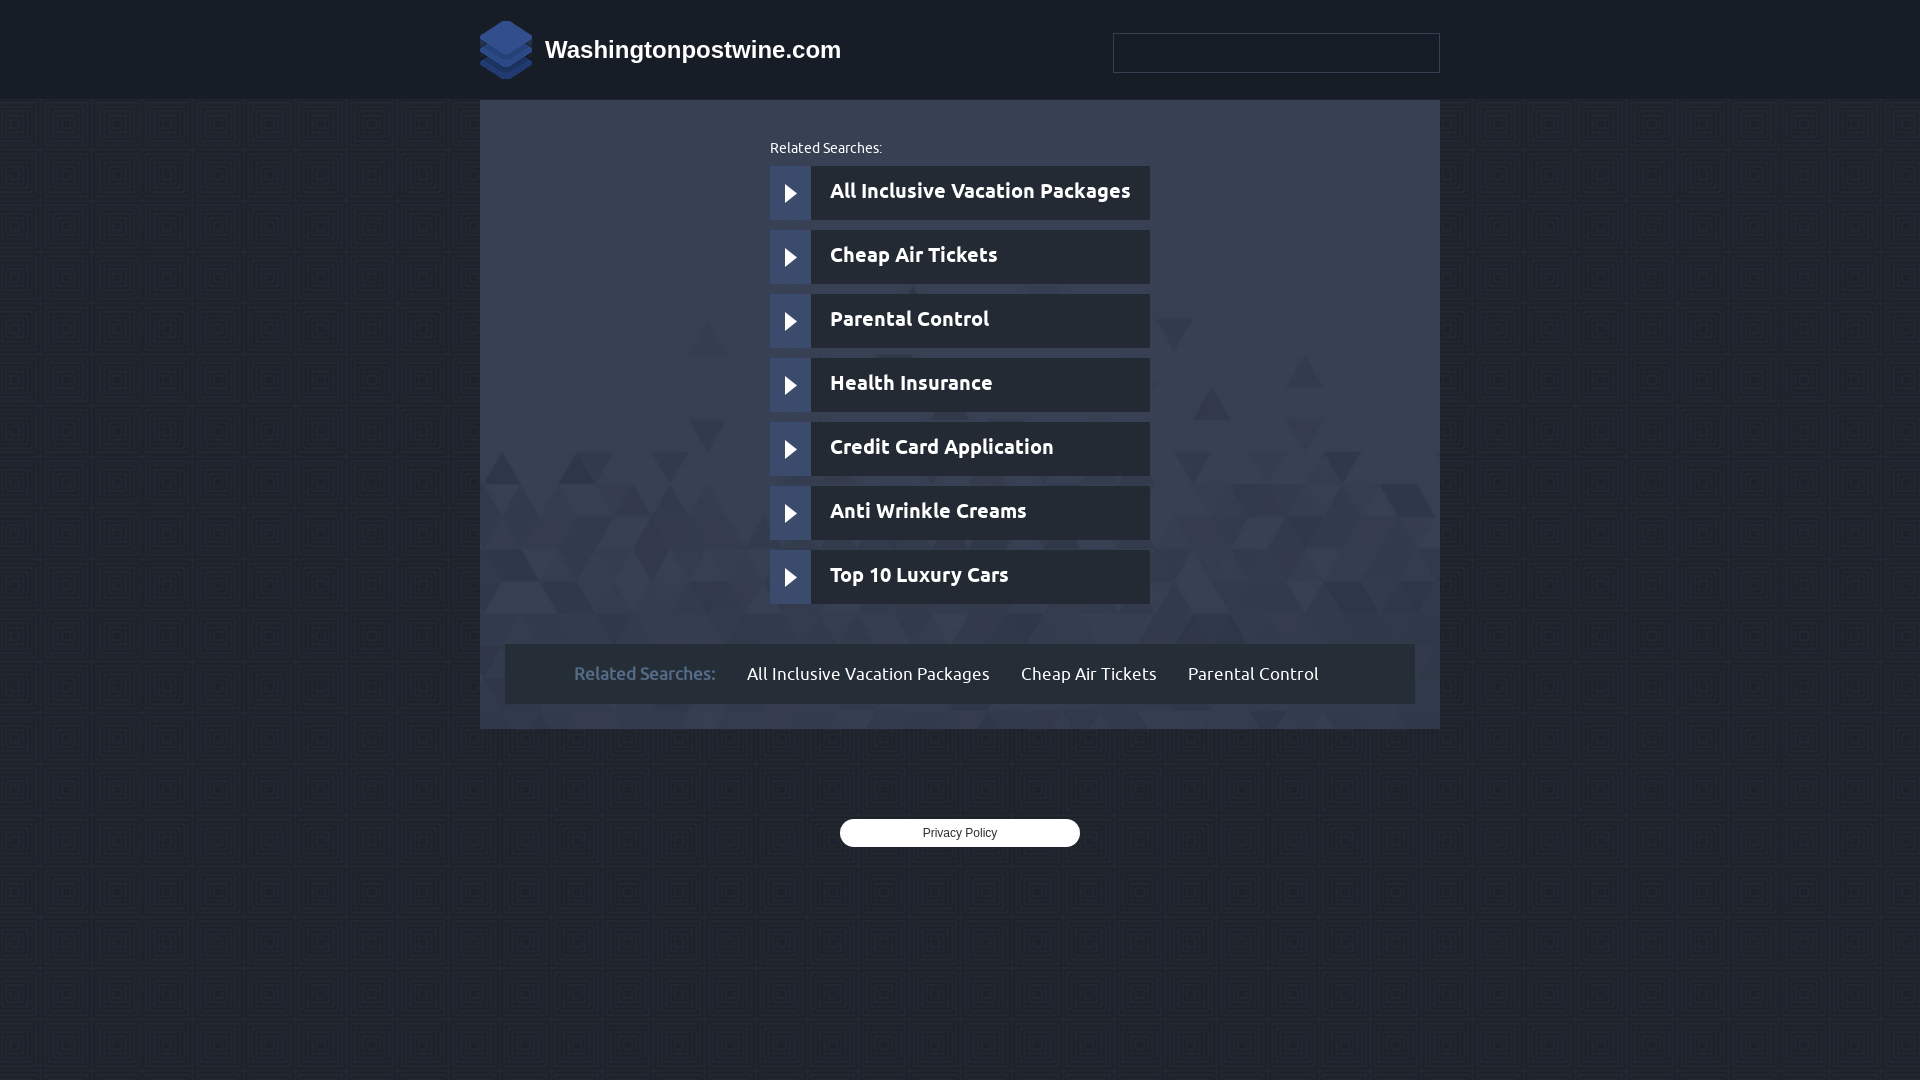 Washingtonpostwine.com
Related Searches:
All Inclusive Vacation Packages
Cheap Air Tickets
Parental Control
Health Insurance
Credit Card Application
Anti Wrinkle Creams
Top 10 Luxury Cars
Related Searches: All Inclusive Vacation Packages Cheap Air Tickets Parental Control
Privacy Policy